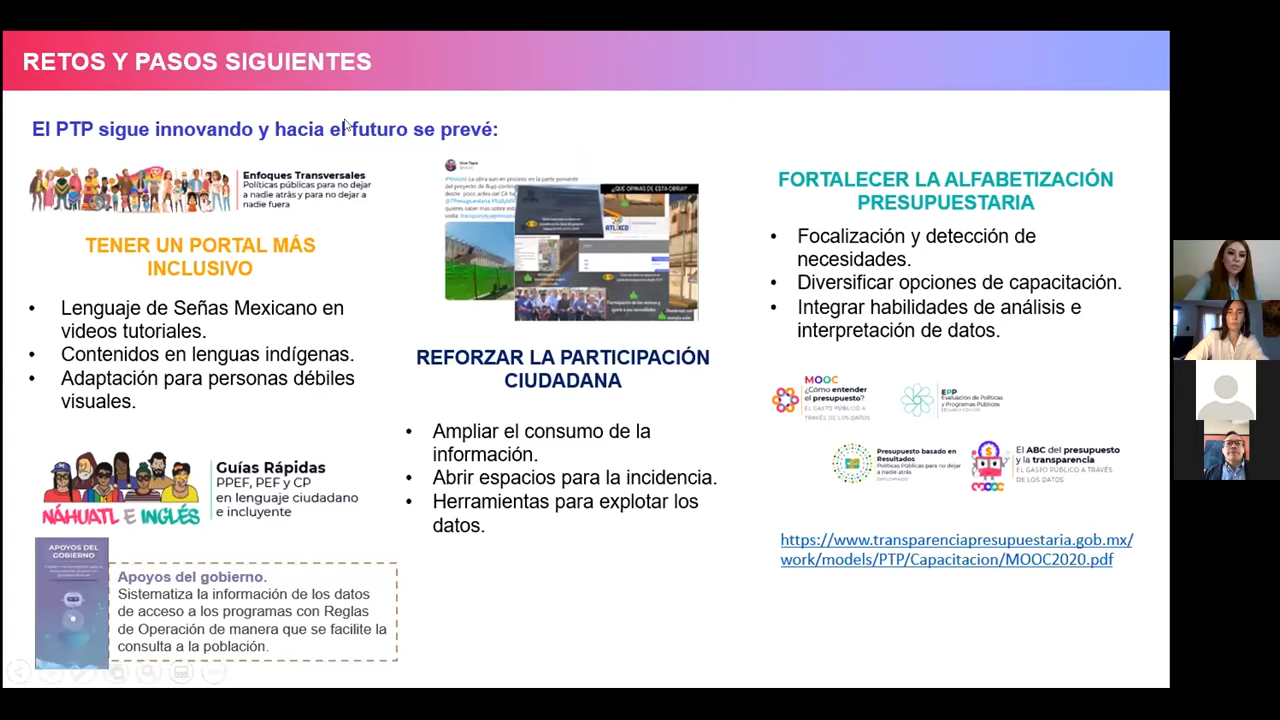 RETOS Y PASOS SIGUIENTES
El PTP sigue innovando y hacia el futuro se prevé:
Enfoques Transversales
Políticas públicas para no dejar
a nadie atrás y para no dejar a
nadie fuera
TENER UN PORTAL MÁS
INCLUSIVO
• Lenguaje de Señas Mexicano en
videos tutoriales.
• Contenidos en lenguas indígenas.
• Adaptación para personas débiles
visuales.
Guías Rápidas
PPEF, PEF y CP
en lenguaje ciudadano
e incluyente
NÁHUATL E INGLÉS
APOYOS DEL
GOBIERNO
Apoyos del gobierno.
Sistematiza la información de los datos
de acceso a los programas con Reglas
de Operación de manera que se facilite la
consulta a la población.
¿QUE OPINAS DE ESTA OBRA?
ATLIXCO
REFORZAR LA PARTICIPACIÓN
CIUDADANA
• Ampliar el consumo de la
información.
• Abrir espacios para la incidencia.
• Herramientas para explotar los
datos.
FORTALECER LA ALFABETIZACIÓN
PRESUPUESTARIA
• Focalización y detección de
necesidades.
• Diversificar opciones de capacitación.
• Integrar habilidades de análisis e
interpretación de datos.
MOOC
¿Cómo entender
el presupuesto?
EL GASTO PÚBLICO A
TRAVÉS DE LOS DATOS
EPP
Evaluación de Políticas
y Programas Públicos
SEGUNDA EDICIÓN
Presupuesto basado en
Resultados
Políticas Públicas para no dejar
a nadie atrás
DIPLOMADO
MOOC
El ABC del presupuesto
y la transparencia
EL GASTO PÚBLICO A TRAVÉS
DE LOS DATOS
https://www.transparenciapresupuestaria.gob.mx/
work/models/PTP/Capacitacion/MOOC2020.pdf